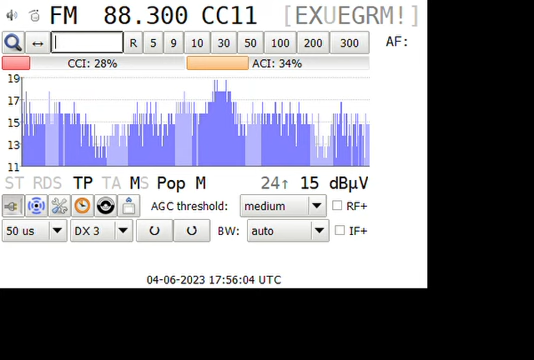 FM 88.300 CC11 [EXUEGRM!]
R 5 9 10 30 50 100 200 300 AF:
CCI: 28% ACI: 34%
19
17
15
13
11
ST RDS TP TA MS Pop M 24↑ 15 dBµV
AGC threshold: medium RF+
50 us DX 3 BW: auto IF+
04-06-2023 17:56:04 UTC